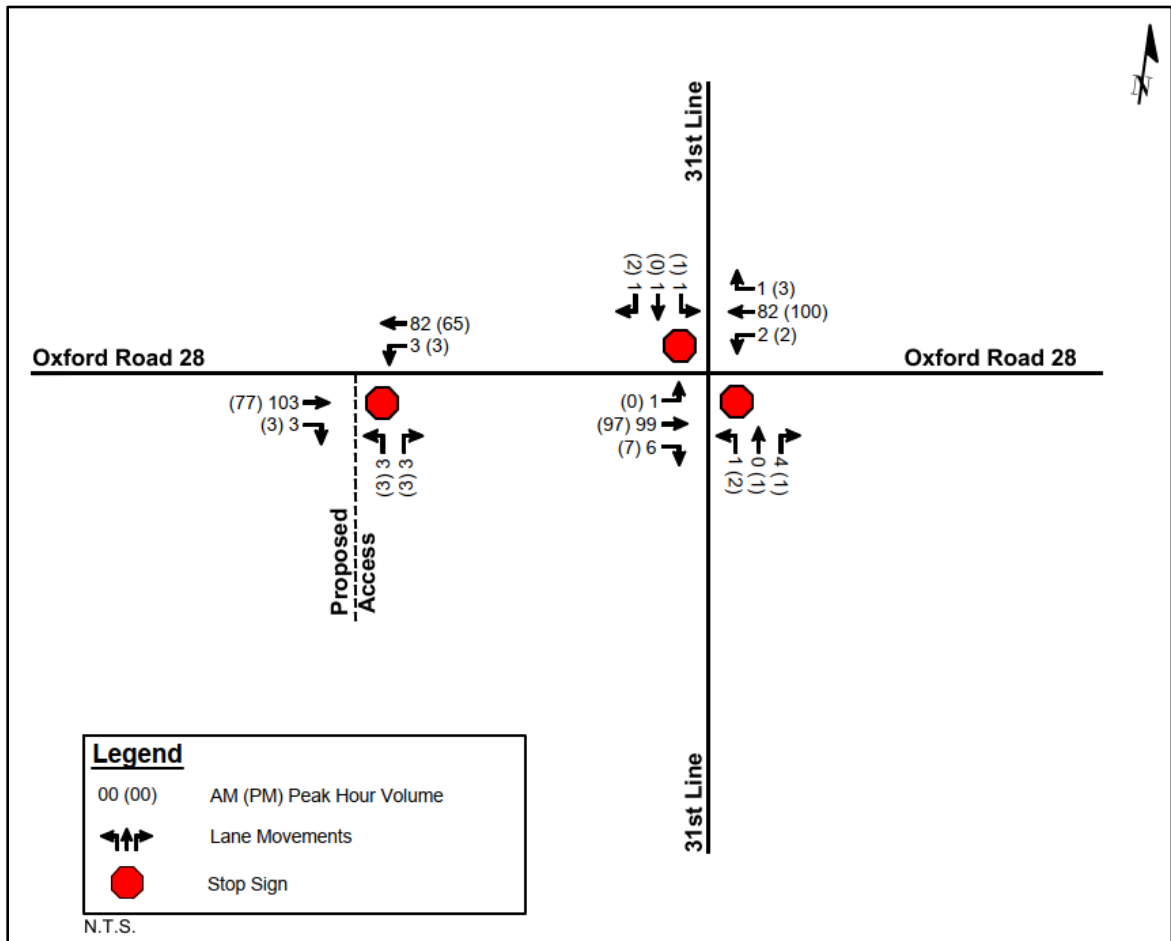 N
31st Line
(2) 1
(0) 1
(1) 1
1 (3)
82 (100)
2 (2)
82 (65)
3 (3)
Oxford Road 28
Oxford Road 28
(77) 103
(3) 3
(0) 1
(97) 99
(7) 6
(3) 3
(3) 3
1 (2)
0 (1)
4 (1)
Proposed
Access
31st Line
Legend
00 (00) AM (PM) Peak Hour Volume
Lane Movements
Stop Sign
N.T.S.